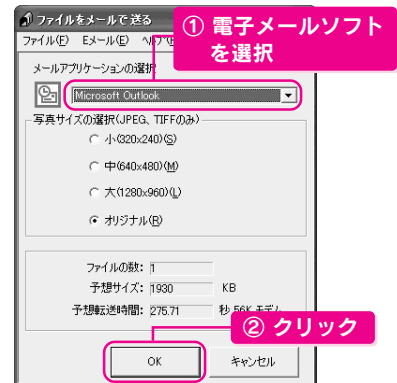 ファイルをメールで送る
① 電子メールソフト
を選択
ファイル(F) Eメール(E)
メールアプリケーションの選択
Microsoft Outlook
写真サイズの選択(JPEG、TIFFのみ)
小(320x240)(S)
中(640x480)(M)
大(1280x960)(L)
オリジナル(R)
ファイルの数: 1
予想サイズ: 1930 KB
予想転送時間: 275.71 秒 56K モデム
② クリック
OK キャンセル